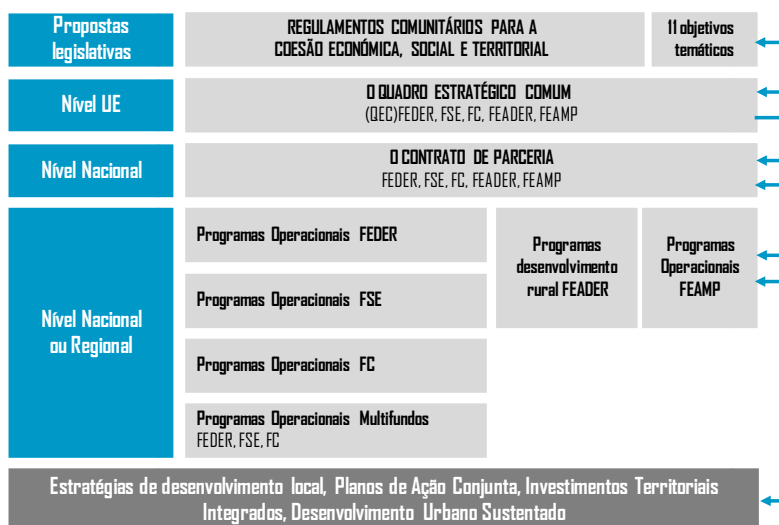 Propostas
legislativas
REGULAMENTOS COMUNITÁRIOS PARA A
COESÃO ECONÓMICA, SOCIAL E TERRITORIAL
11 objetivos
temáticos
Nível UE
O QUADRO ESTRATÉGICO COMUM
(QEC)FEDER, FSE, FC, FEADER, FEAMP
Nível Nacional
O CONTRATO DE PARCERIA
FEDER, FSE, FC, FEADER, FEAMP
Nível Nacional
ou Regional
Programas Operacionais FEDER
Programas Operacionais FSE
Programas Operacionais FC
Programas Operacionais Multifundos
FEDER, FSE, FC
Programas
desenvolvimento
rural FEADER
Programas
Operacionais
FEAMP
Estratégias de desenvolvimento local, Planos de Ação Conjunta, Investimentos Territoriais
Integrados, Desenvolvimento Urbano Sustentado